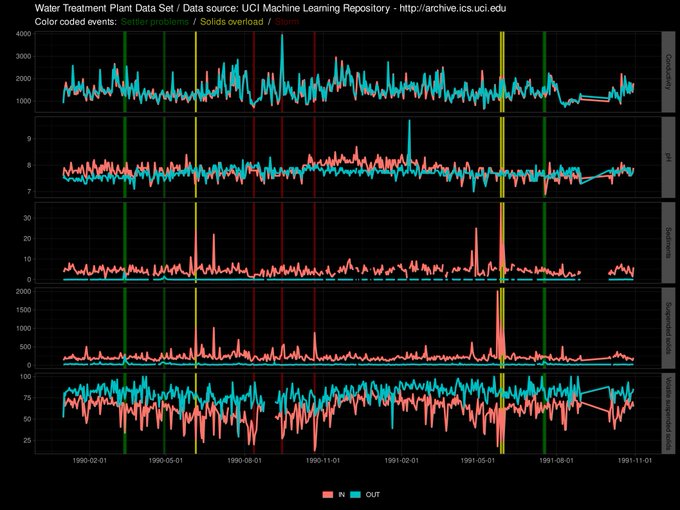 Water Treatment Plant Data Set / Data source: UCI Machine Learning Repository - http://archive.ics.uci.edu
Color coded events: Settler problems / Solids overload / Storm
4000
3000
2000
1000
Conductivity
9
8
7
pH
30
20
10
0
Sediments
2000
1500
1000
500
0
Suspended solids
100
75
50
25
Volatile suspended solids
1990-02-01 1990-05-01 1990-08-01 1990-11-01 1991-02-01 1991-05-01 1991-08-01 1991-11-01
IN OUT